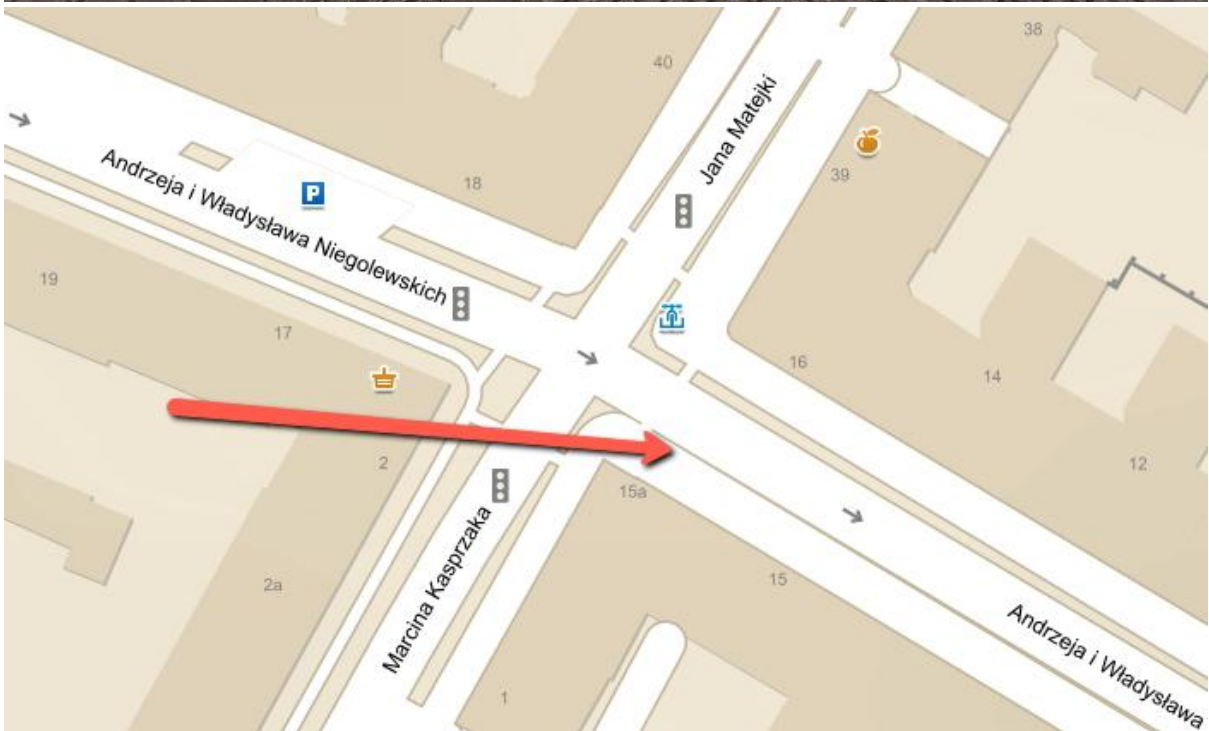 38
40
Jana Matejki
39
18
Andrzeja i Władysława Niegolewskich
P
19
17
16
14
2
12
15a
Marcina Kasprzaka
2a
15
Andrzeja i Władysława
1